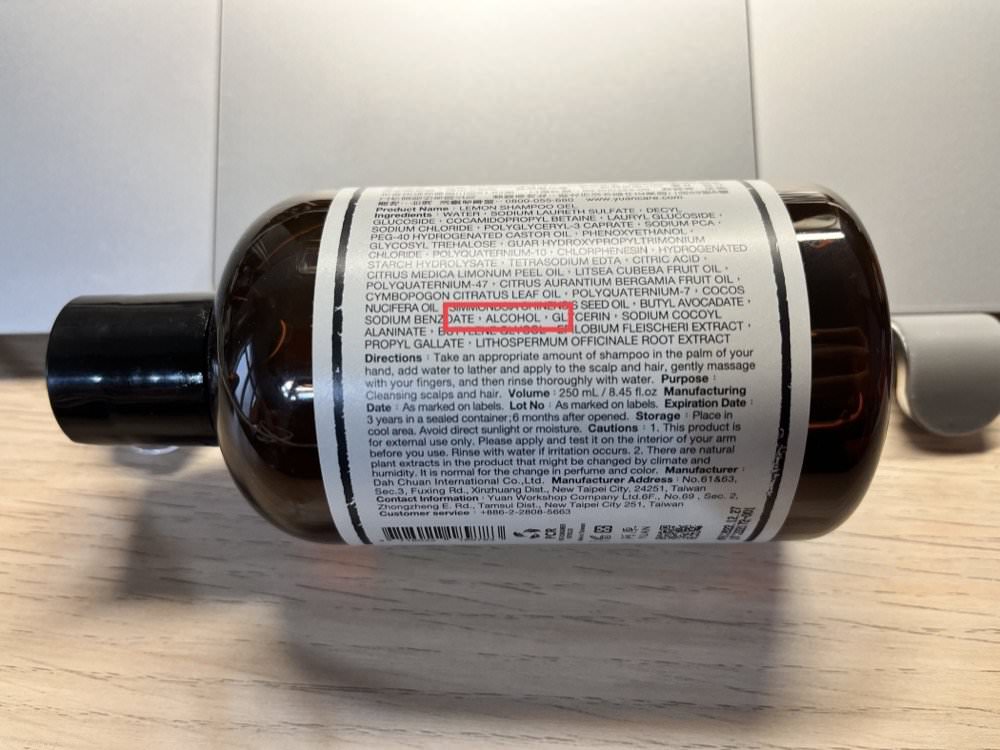 0800-055-680 www.yuancare.com
Product Name : LEMON SHAMPOO GEL
Ingredients : WATER · SODIUM LAURETH SULFATE · DECYL
GLUCOSIDE · COCAMIDOPROPYL BETAINE · LAURYL GLUCOSIDE ·
SODIUM CHLORIDE · POLYGLYCERYL-3 CAPRATE · SODIUM PCA ·
PEG-40 HYDROGENATED CASTOR OIL · PHENOXYETHANOL ·
GLYCOSYL TREHALOSE · GUAR HYDROXYPROPYLTRIMONIUM
CHLORIDE · POLYQUATERNIUM-10 · CHLORPHENESIN · HYDROGENATED
STARCH HYDROLYSATE · TETRASODIUM EDTA · CITRIC ACID ·
CITRUS MEDICA LIMONUM PEEL OIL · LITSEA CUBEBA FRUIT OIL ·
POLYQUATERNIUM-47 · CITRUS AURANTIUM BERGAMIA FRUIT OIL ·
CYMBOPOGON CITRATUS LEAF OIL · POLYQUATERNIUM-7 · COCOS
NUCIFERA OIL · SEED OIL · BUTYL AVOCADATE ·
SODIUM BENZOATE · ALCOHOL · GLYCERIN · SODIUM COCOYL
ALANINATE · BUTYLENE GLYCOL · EPILOBIUM FLEISCHERI EXTRACT ·
PROPYL GALLATE · LITHOSPERMUM OFFICINALE ROOT EXTRACT
Directions : Take an appropriate amount of shampoo in the palm of your
hand, add water to lather and apply to the scalp and hair, gently massage
with your fingers, and then rinse thoroughly with water. Purpose :
Cleansing scalps and hair. Volume : 250 mL / 8.45 fl.oz Manufacturing
Date : As marked on labels. Lot No : As marked on labels. Expiration Date :
3 years in a sealed container; 6 months after opened. Storage : Place in
cool area. Avoid direct sunlight or moisture. Cautions : 1. This product is
for external use only. Please apply and test it on the interior of your arm
before you use. Rinse with water if irritation occurs. 2. There are natural
plant extracts in the product that might be changed by climate and
humidity. It is normal for the change in perfume and color. Manufacturer :
Dah Chuan International Co.,Ltd. Manufacturer Address : No.61&63,
Sec.3, Fuxing Rd., Xinzhuang Dist., New Taipei City, 24251, Taiwan
Contact Information : Yuan Workshop Company Ltd.6F., No.69 , Sec. 2,
Zhongzheng E. Rd., Tamsui Dist., New Taipei City 251, Taiwan
Customer service : +886-2-2808-5663
PCR